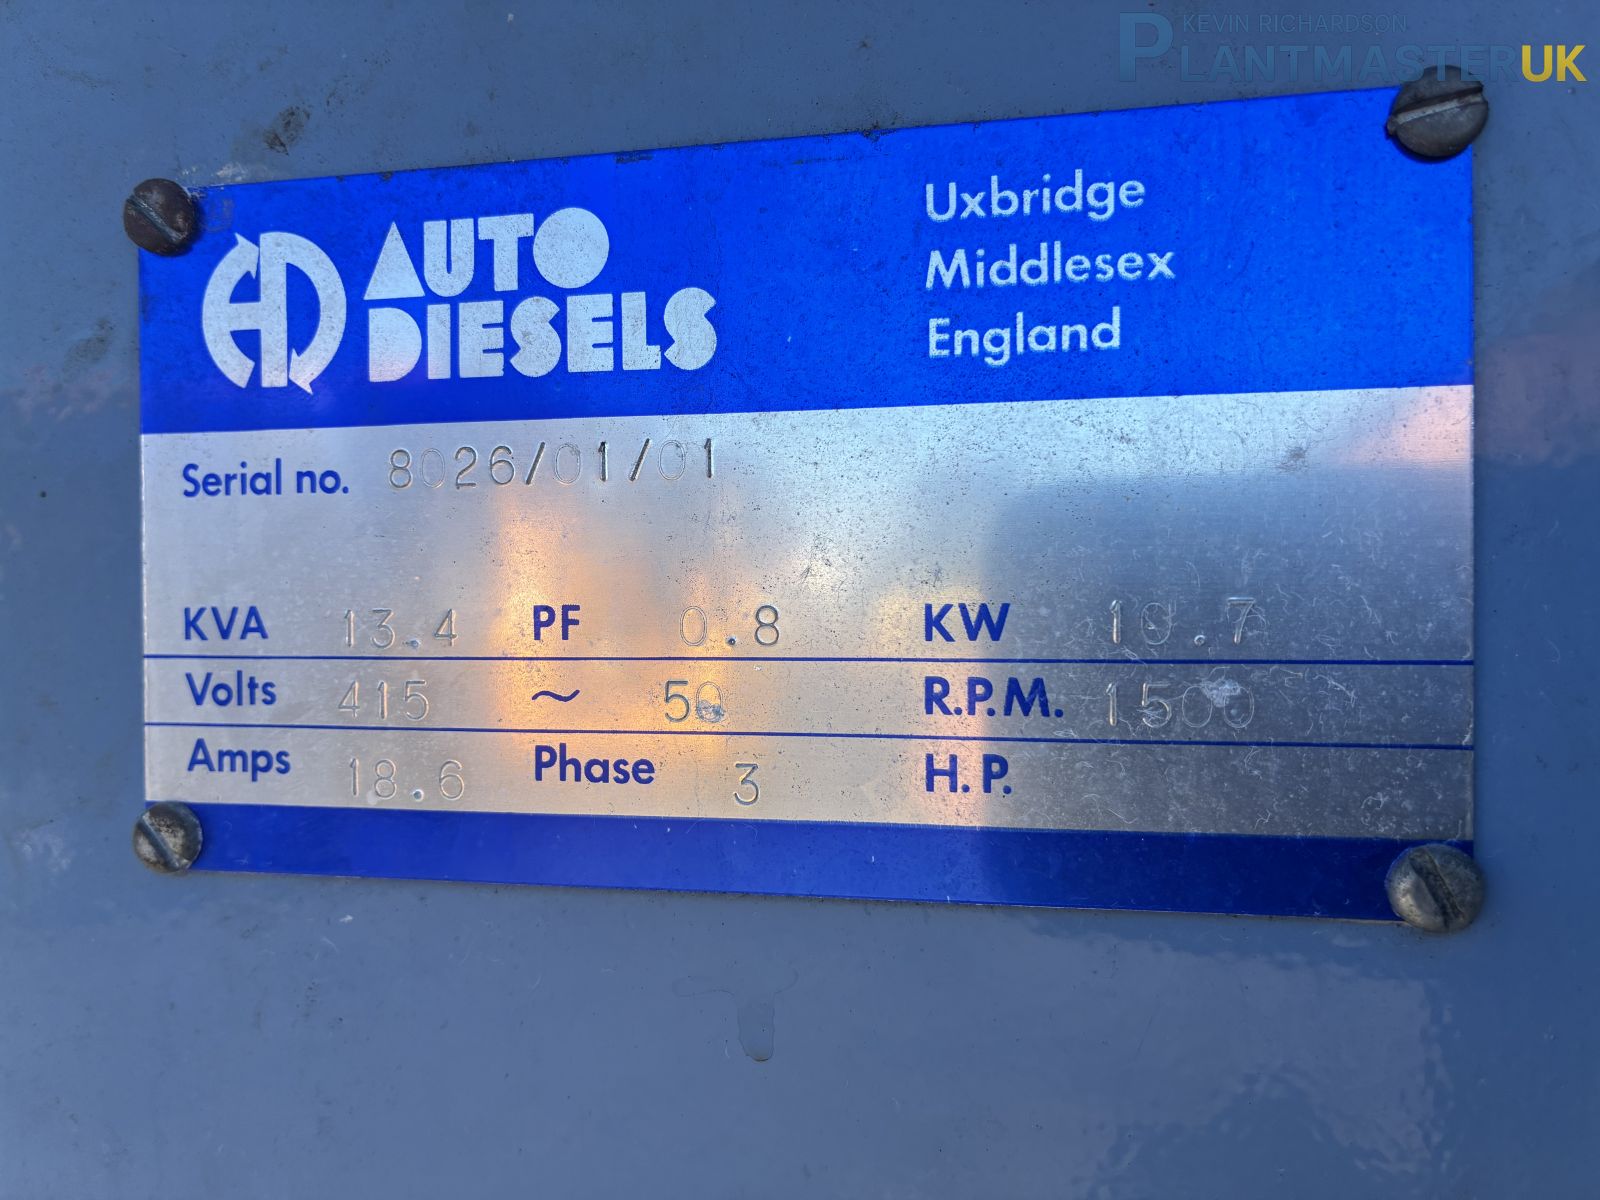 KEVIN RICHARDSON
PLANTMASTERUK
AUTO
DIESELS
Uxbridge
Middlesex
England
Serial no. 8026/01/01
KVA 13.4 PF 0.8 KW 10.7
Volts 415 ~ 50 R.P.M. 1500
Amps 18.6 Phase 3 H.P.